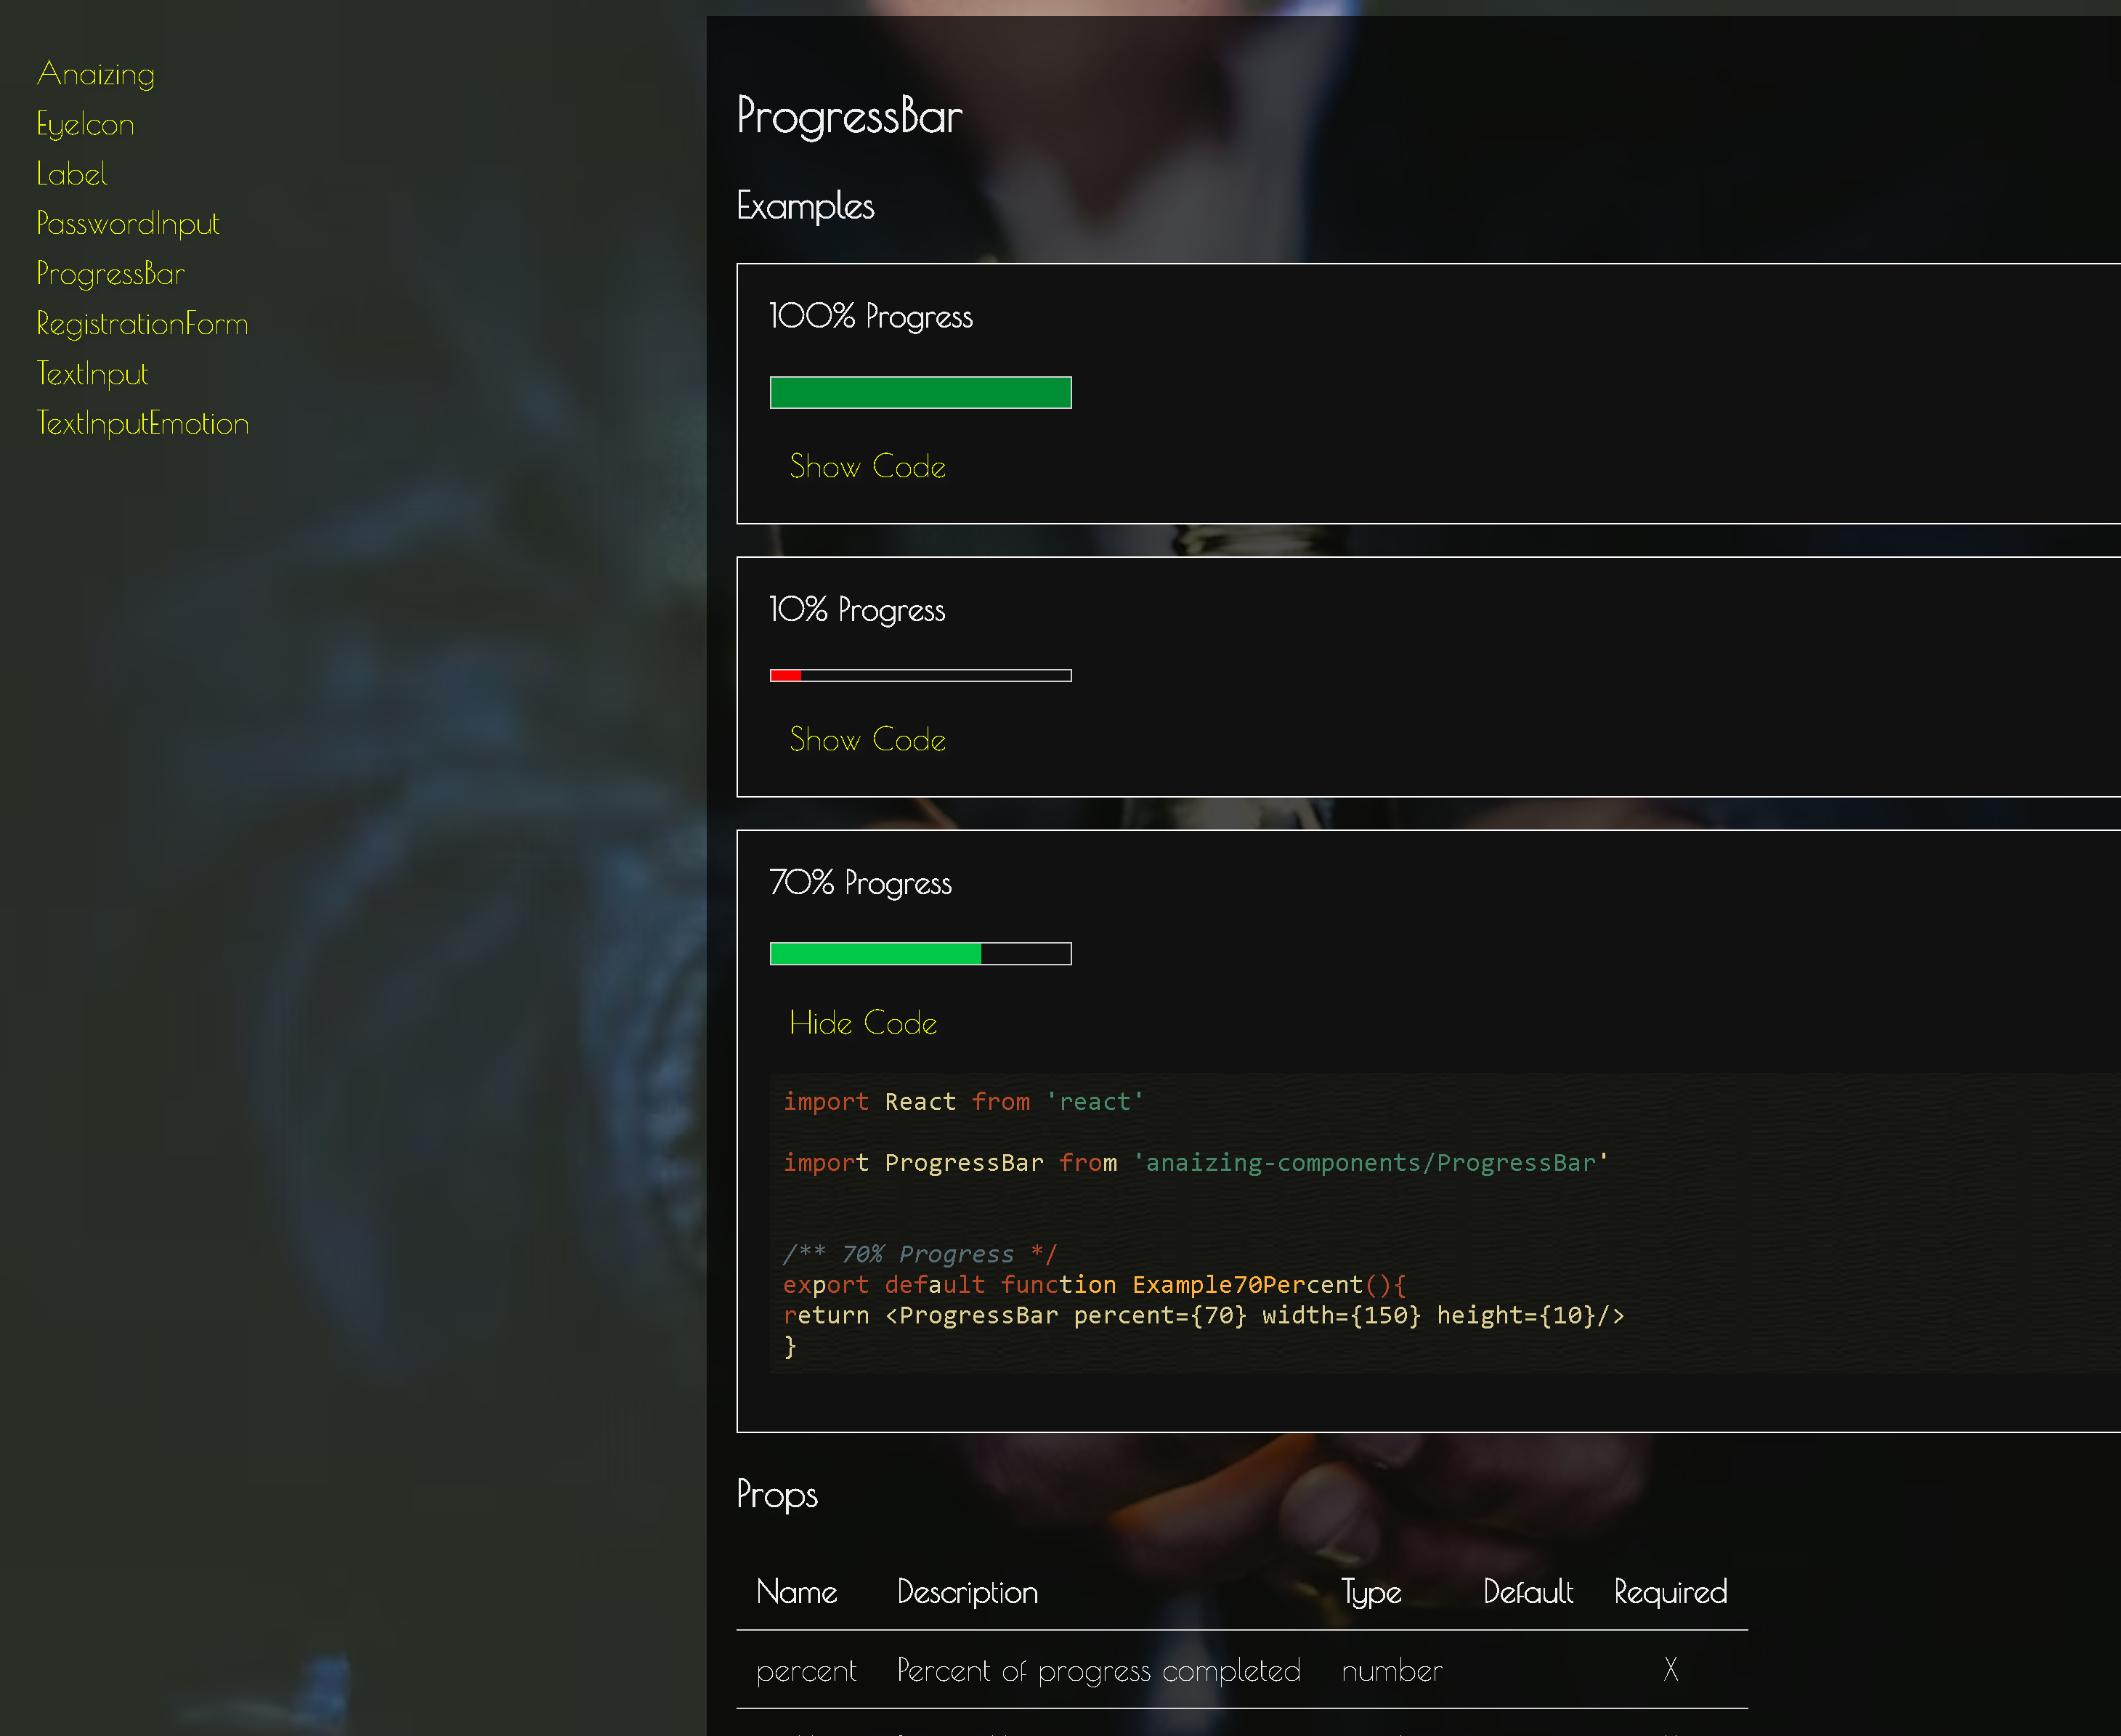 Anaizing
EyeIcon
Label
PasswordInput
ProgressBar
RegistrationForm
TextInput
TextInputEmotion
ProgressBar
Examples
100% Progress
Show Code
10% Progress
Show Code
70% Progress
Hide Code
import React from 'react'
import ProgressBar from 'anaizing-components/ProgressBar'
/** 70% Progress */
export default function Example70Percent(){
return <ProgressBar percent={70} width={150} height={10}/>
}
Props
Name Description Type Default Required
percent Percent of progress completed number X